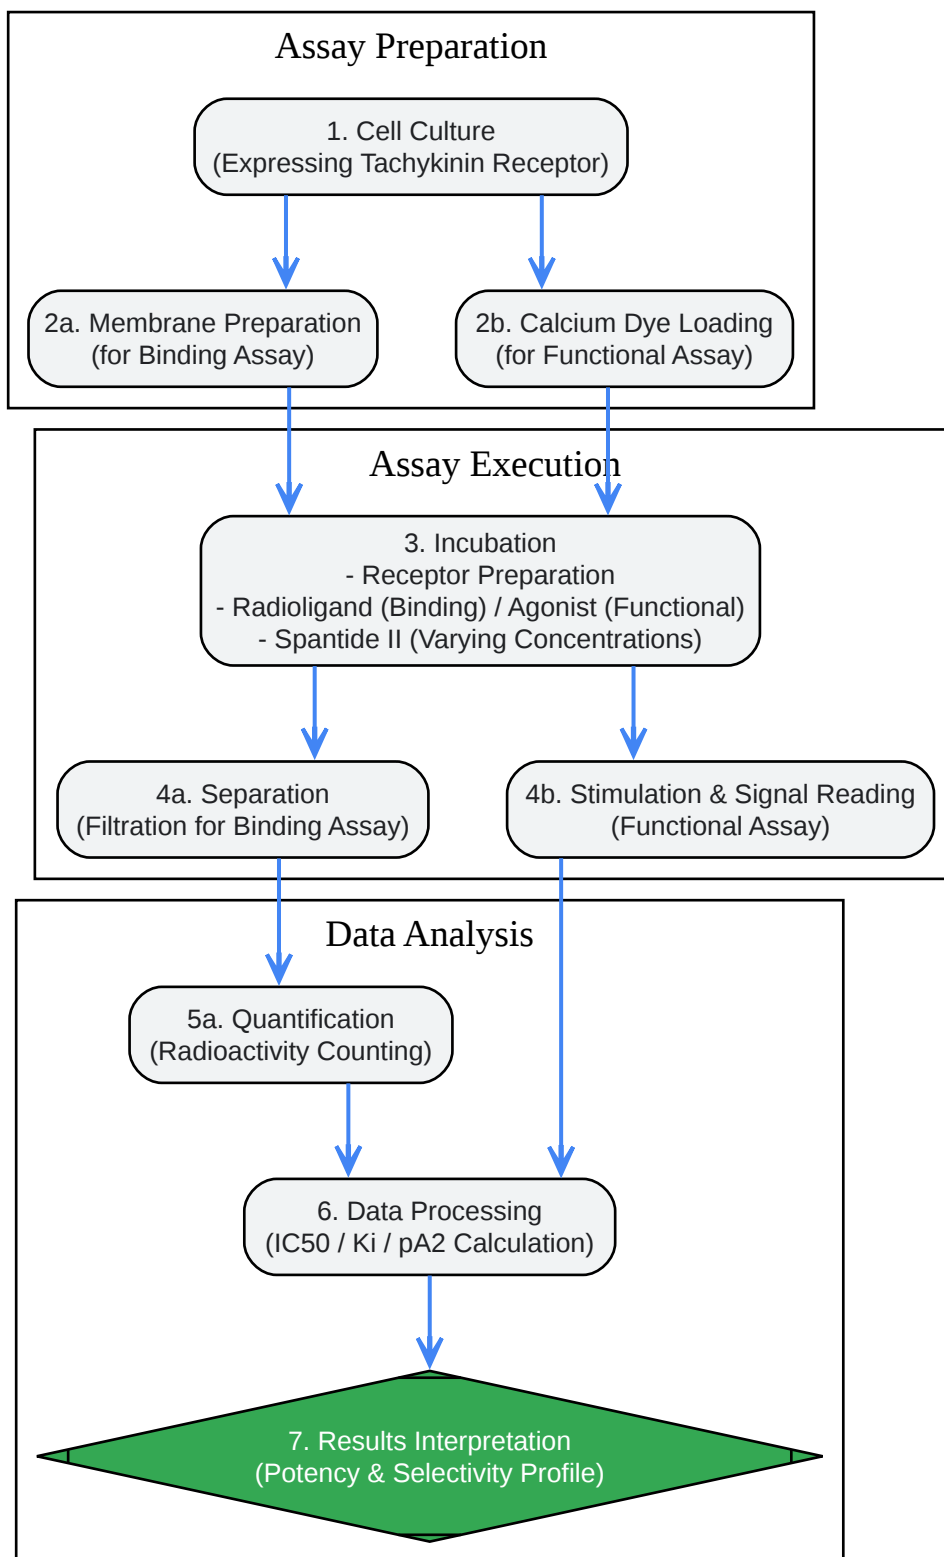 Assay Preparation
1. Cell Culture
(Expressing Tachykinin Receptor)
2a. Membrane Preparation
(for Binding Assay)
2b. Calcium Dye Loading
(for Functional Assay)
Assay Execution
3. Incubation
- Receptor Preparation
- Radioligand (Binding) / Agonist (Functional)
- Spantide II (Varying Concentrations)
4a. Separation
(Filtration for Binding Assay)
4b. Stimulation & Signal Reading
(Functional Assay)
Data Analysis
5a. Quantification
(Radioactivity Counting)
6. Data Processing
(IC50 / Ki / pA2 Calculation)
7. Results Interpretation
(Potency & Selectivity Profile)